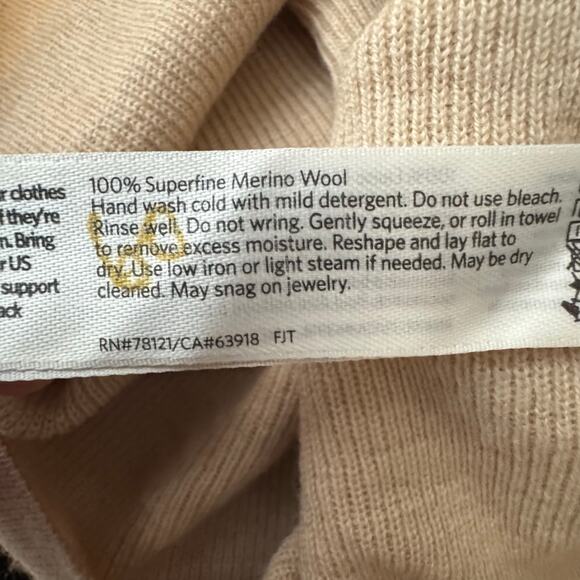 r clothes
f they're
n. Bring
r US
support
ack
100% Superfine Merino Wool
Hand wash cold with mild detergent. Do not use bleach.
Rinse well. Do not wring. Gently squeeze, or roll in towel
to remove excess moisture. Reshape and lay flat to
dry. Use low iron or light steam if needed. May be dry
cleaned. May snag on jewelry.
RN#78121/CA#63918 FJT